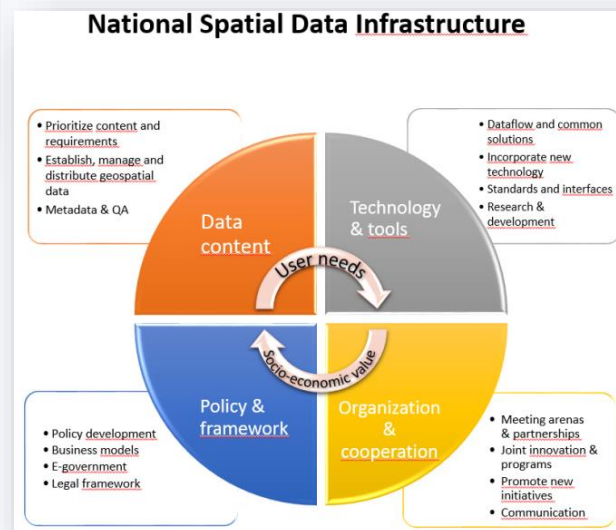 National Spatial Data Infrastructure
• Prioritize content and
requirements
• Establish, manage and
distribute geospatial
data
• Metadata & QA
• Dataflow and common
solutions
• Incorporate new
technology
• Standards and interfaces
• Research &
development
Data
content
Technology
& tools
User needs
Socio-economic value
Policy &
framework
Organization
&
cooperation
• Policy development
• Business models
• E-government
• Legal framework
• Meeting arenas
& partnerships
• Joint innovation &
programs
• Promote new
initiatives
• Communication